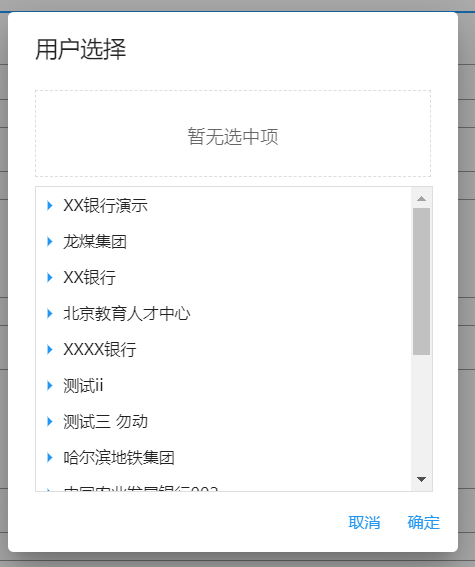 用户选择
暂无选中项
XX银行演示
龙煤集团
XX银行
北京教育人才中心
XXXX银行
测试ii
测试三 勿动
哈尔滨地铁集团
取消 确定